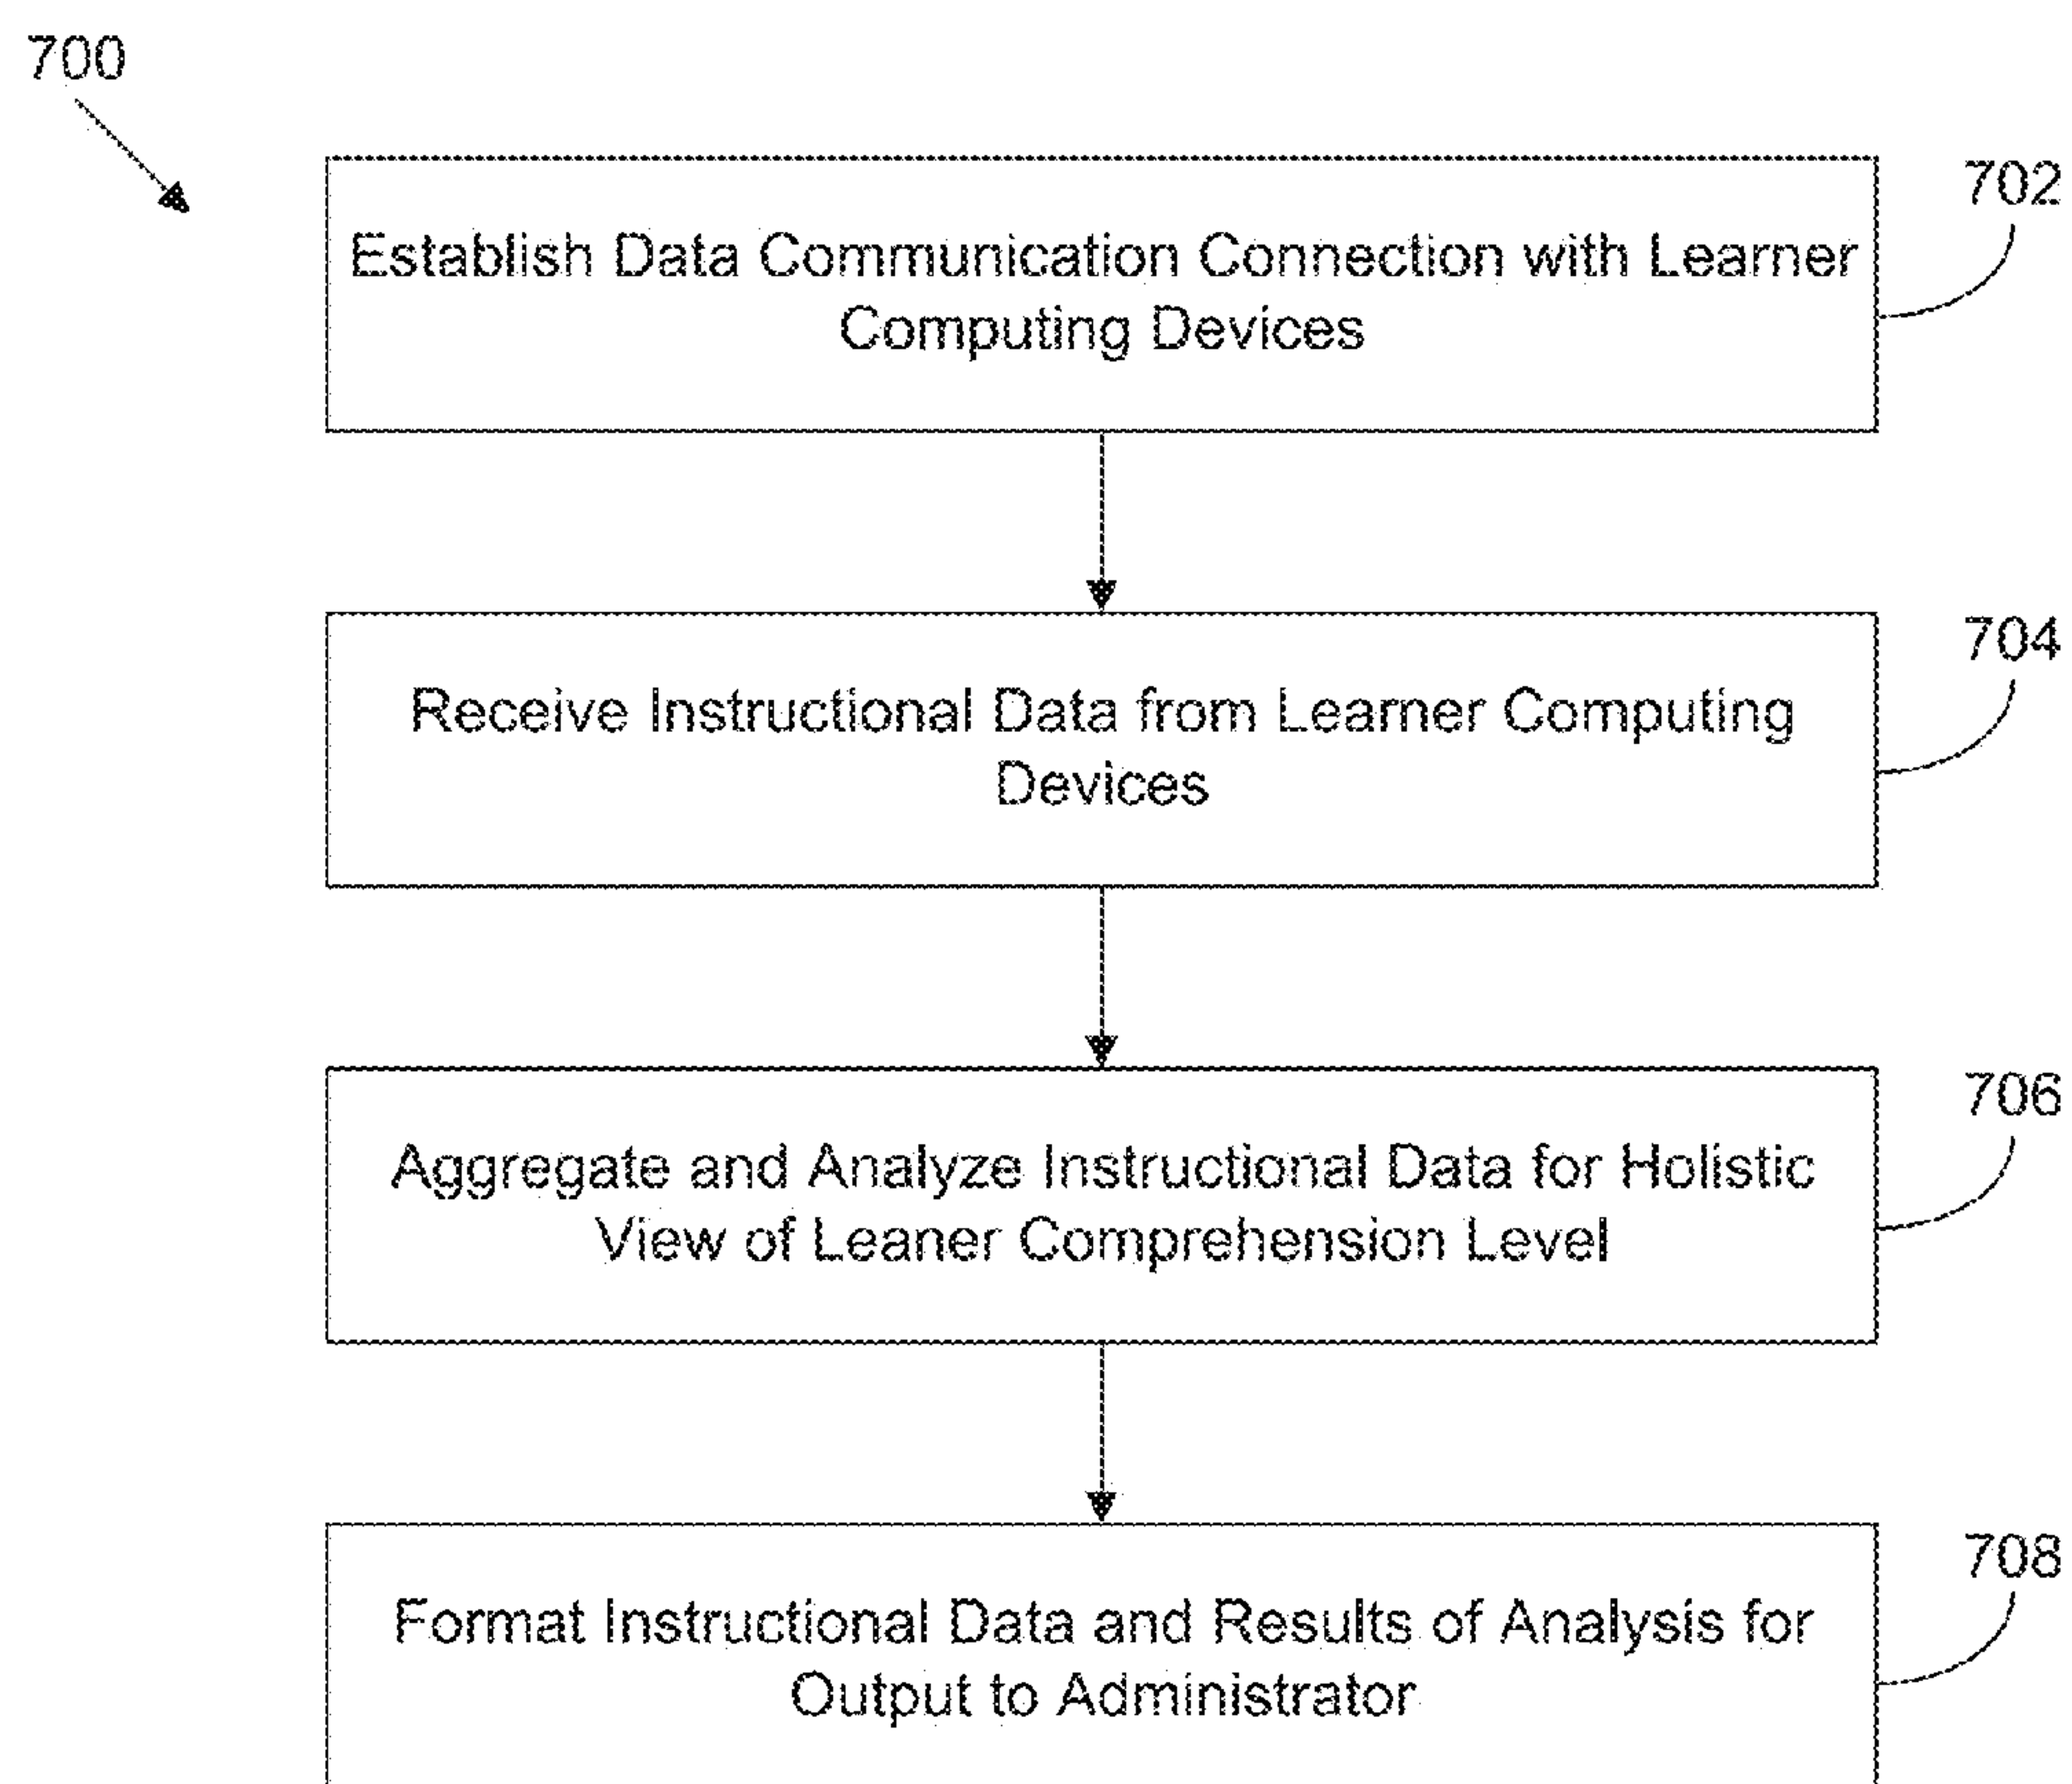 700
702
Establish Data Communication Connection with Learner
Computing Devices
704
Receive Instructional Data from Learner Computing
Devices
706
Aggregate and Analyze Instructional Data for Holistic
View of Leaner Comprehension Level
708
Format Instructional Data and Results of Analysis for
Output to Administrator